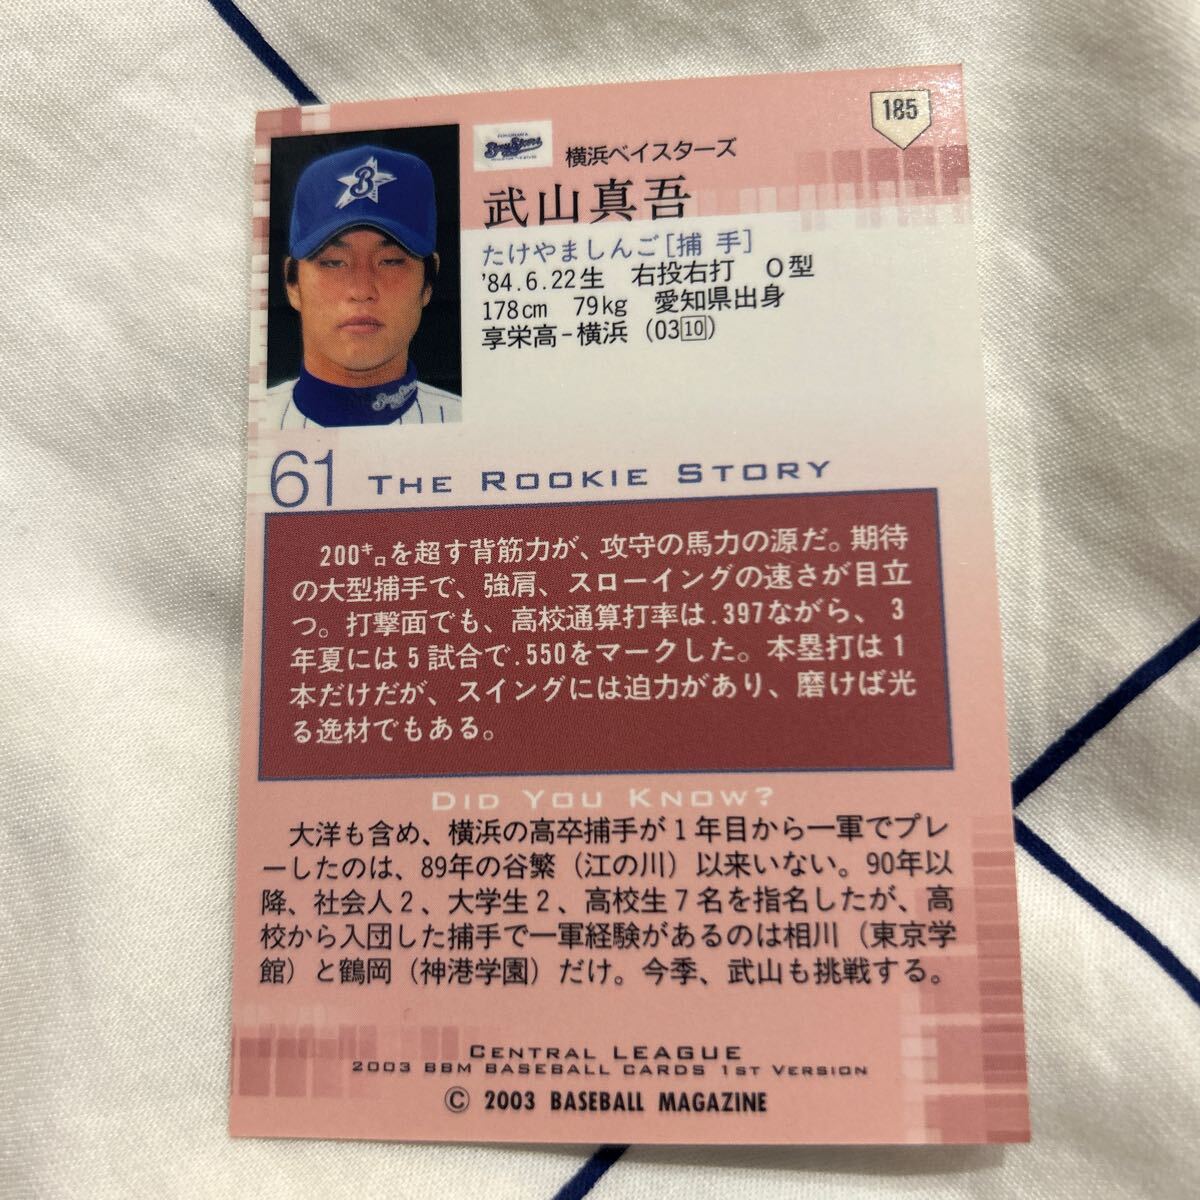 185
BayStars
横浜ベイスターズ
武山真吾
たけやましんご[捕 手]
'84.6.22生 右投右打 O型
178cm 79kg 愛知県出身
享栄高-横浜 (03⑩)
61 THE ROOKIE STORY
200㌔を超す背筋力が、攻守の馬力の源だ。期待
の大型捕手で、強肩、スローイングの速さが目立
つ。打撃面でも、高校通算打率は.397ながら、3
年夏には5試合で.550をマークした。本塁打は1
本だけだが、スイングには迫力があり、磨けば光
る逸材でもある。
DID YOU KNOW?
大洋も含め、横浜の高卒捕手が1年目から一軍でプレ
ーしたのは、89年の谷繁（江の川）以来いない。90年以
降、社会人2、大学生2、高校生7名を指名したが、高
校から入団した捕手で一軍経験があるのは相川（東京学
館）と鶴岡（神港学園）だけ。今季、武山も挑戦する。
CENTRAL LEAGUE
2003 BBM BASEBALL CARDS 1ST VERSION
© 2003 BASEBALL MAGAZINE